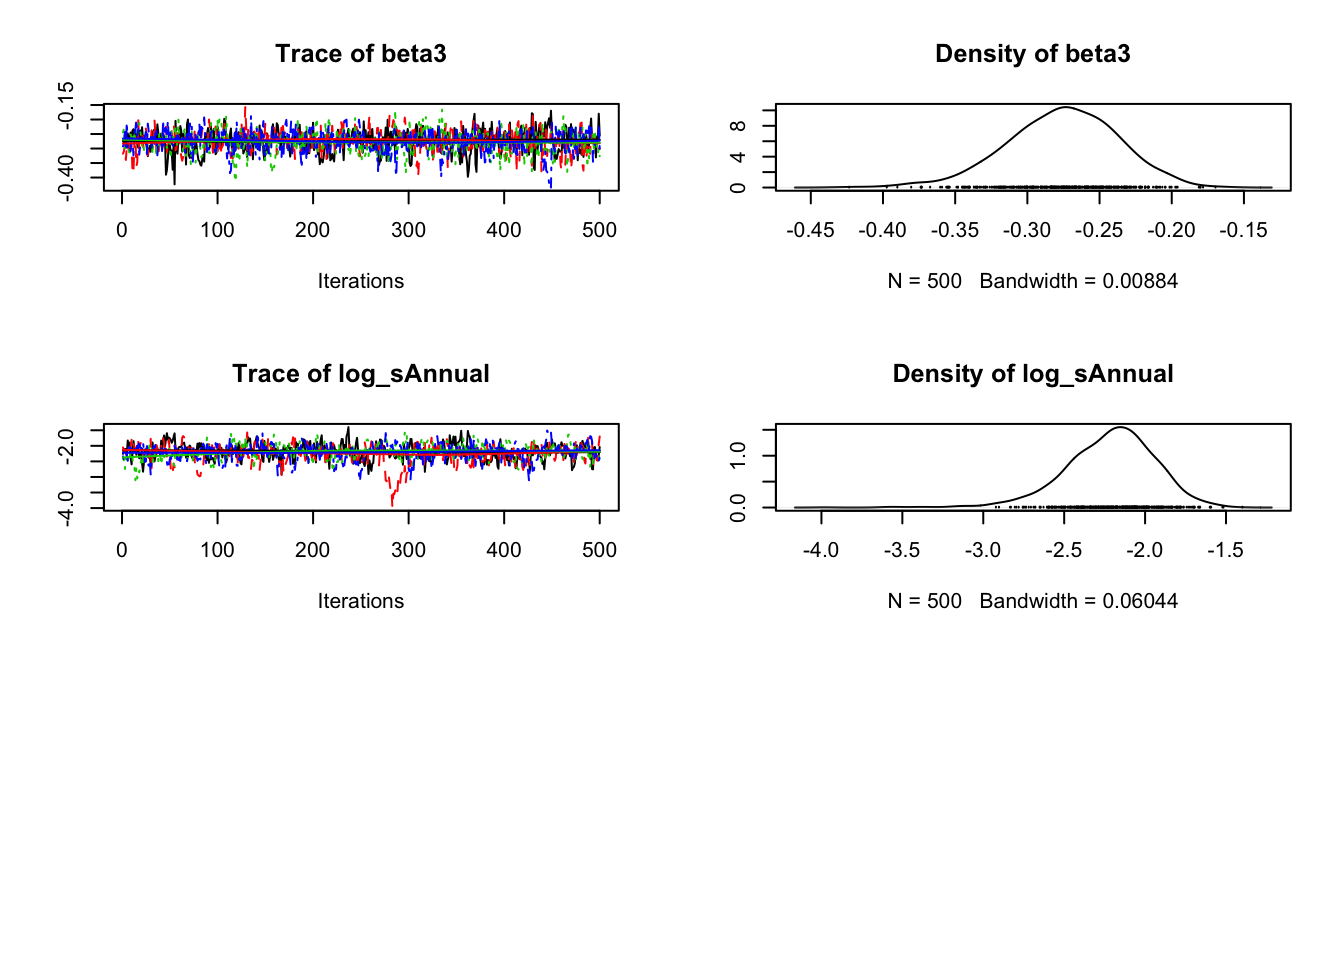 Trace of beta3
-0.15
-0.40
0 100 200 300 400 500
Iterations
Density of beta3
8
4
0
-0.45 -0.40 -0.35 -0.30 -0.25 -0.20 -0.15
N = 500 Bandwidth = 0.00884
Trace of log_sAnnual
-2.0
-4.0
0 100 200 300 400 500
Iterations
Density of log_sAnnual
1.0
0.0
-4.0 -3.5 -3.0 -2.5 -2.0 -1.5
N = 500 Bandwidth = 0.06044